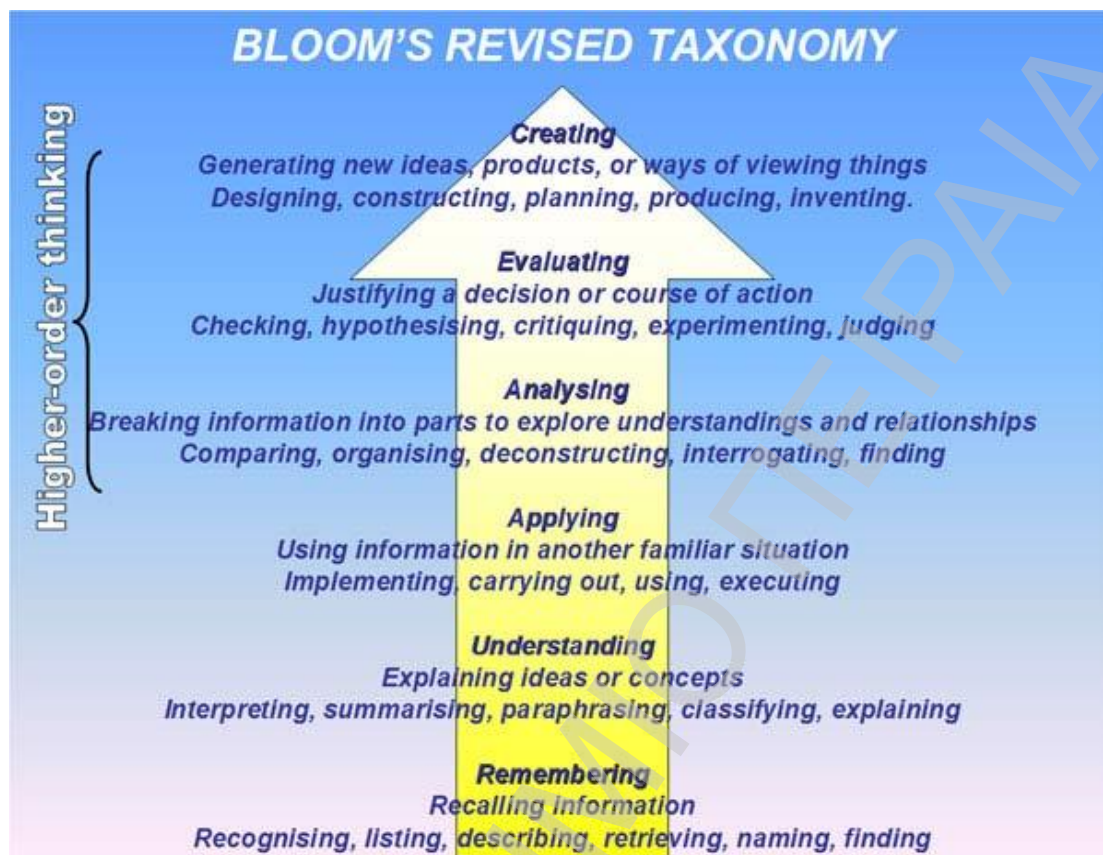 BLOOM'S REVISED TAXONOMY
Higher-order thinking
Creating
Generating new ideas, products, or ways of viewing things
Designing, constructing, planning, producing, inventing.
Evaluating
Justifying a decision or course of action
Checking, hypothesising, critiquing, experimenting, judging
Analysing
Breaking information into parts to explore understandings and relationships
Comparing, organising, deconstructing, interrogating, finding
Applying
Using information in another familiar situation
Implementing, carrying out, using, executing
Understanding
Explaining ideas or concepts
Interpreting, summarising, paraphrasing, classifying, explaining
Remembering
Recalling information
Recognising, listing, describing, retrieving, naming, finding